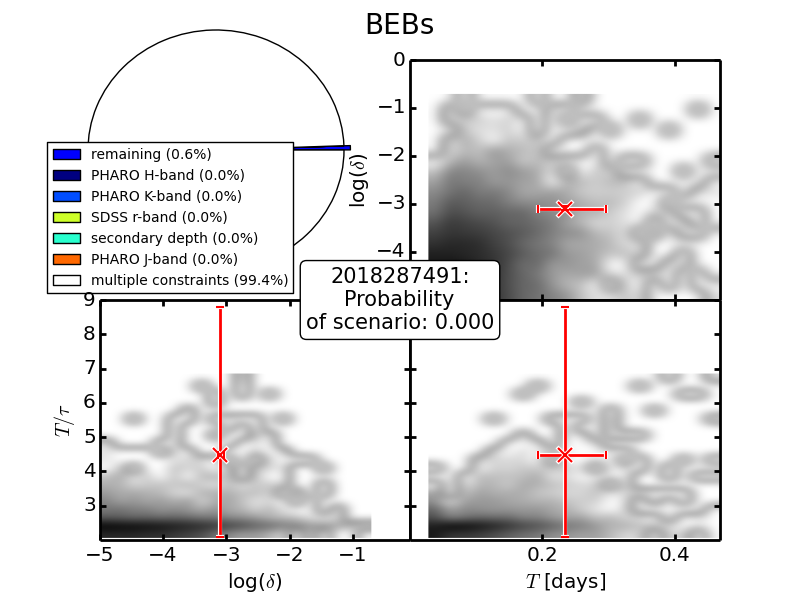 BEBs
remaining (0.6%)
PHARO H-band (0.0%)
PHARO K-band (0.0%)
SDSS r-band (0.0%)
secondary depth (0.0%)
PHARO J-band (0.0%)
multiple constraints (99.4%)
0
−1
−2
−3
−4
log(δ)
2018287491:
Probability
of scenario: 0.000
9
8
7
6
5
4
3
T/τ
−5 −4 −3 −2 −1
log(δ)
0.2 0.4
T [days]